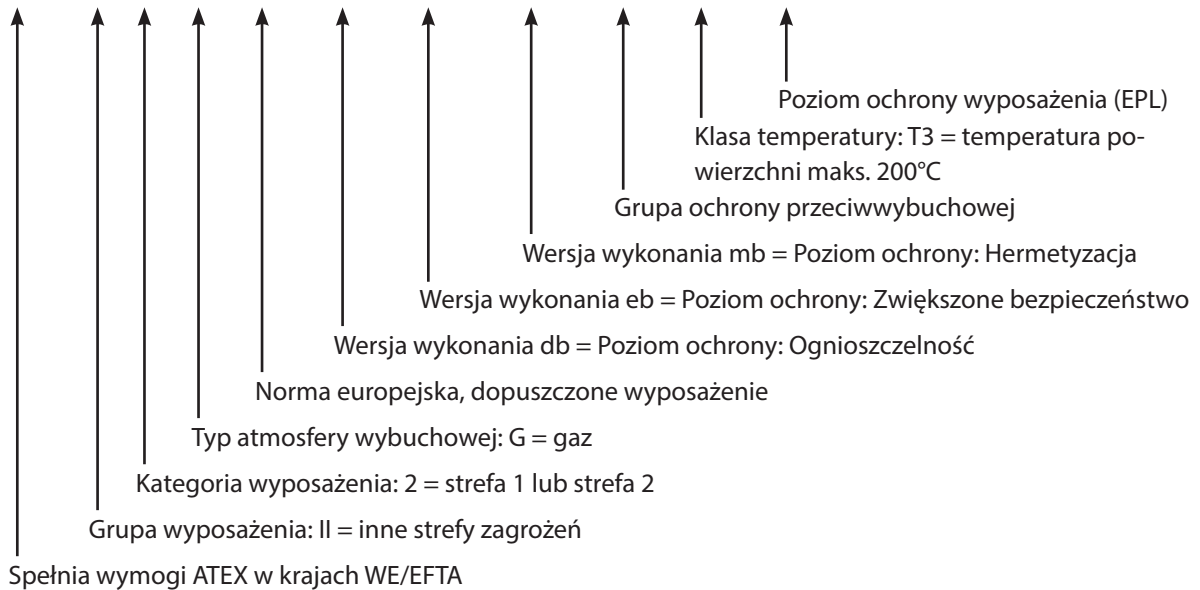 Poziom ochrony wyposażenia (EPL)
Klasa temperatury: T3 = temperatura po-
wierzchni maks. 200°C
Grupa ochrony przeciwwybuchowej
Wersja wykonania mb = Poziom ochrony: Hermetyzacja
Wersja wykonania eb = Poziom ochrony: Zwiększone bezpieczeństwo
Wersja wykonania db = Poziom ochrony: Ognioszczelność
Norma europejska, dopuszczone wyposażenie
Typ atmosfery wybuchowej: G = gaz
Kategoria wyposażenia: 2 = strefa 1 lub strefa 2
Grupa wyposażenia: II = inne strefy zagrożeń
Spełnia wymogi ATEX w krajach WE/EFTA